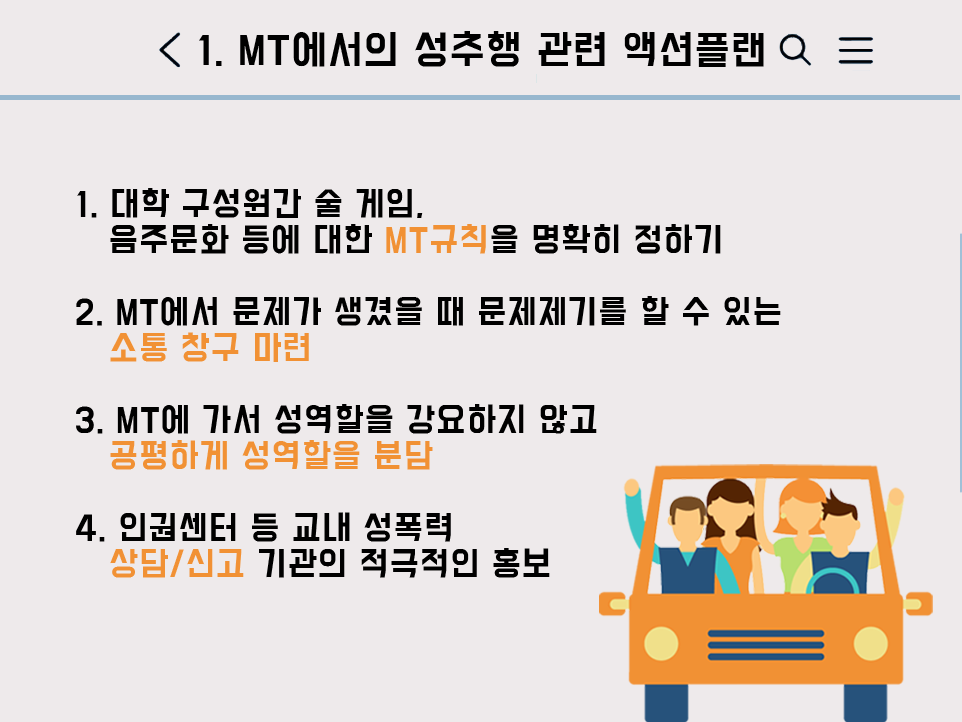 1. MT에서의 성추행 관련 액션플랜
1. 대학 구성원간 술 게임,
음주문화 등에 대한 MT규칙을 명확히 정하기
2. MT에서 문제가 생겼을 때 문제제기를 할 수 있는
소통 창구 마련
3. MT에 가서 성역할을 강요하지 않고
공평하게 성역할을 분담
4. 인권센터 등 교내 성폭력
상담/신고 기관의 적극적인 홍보